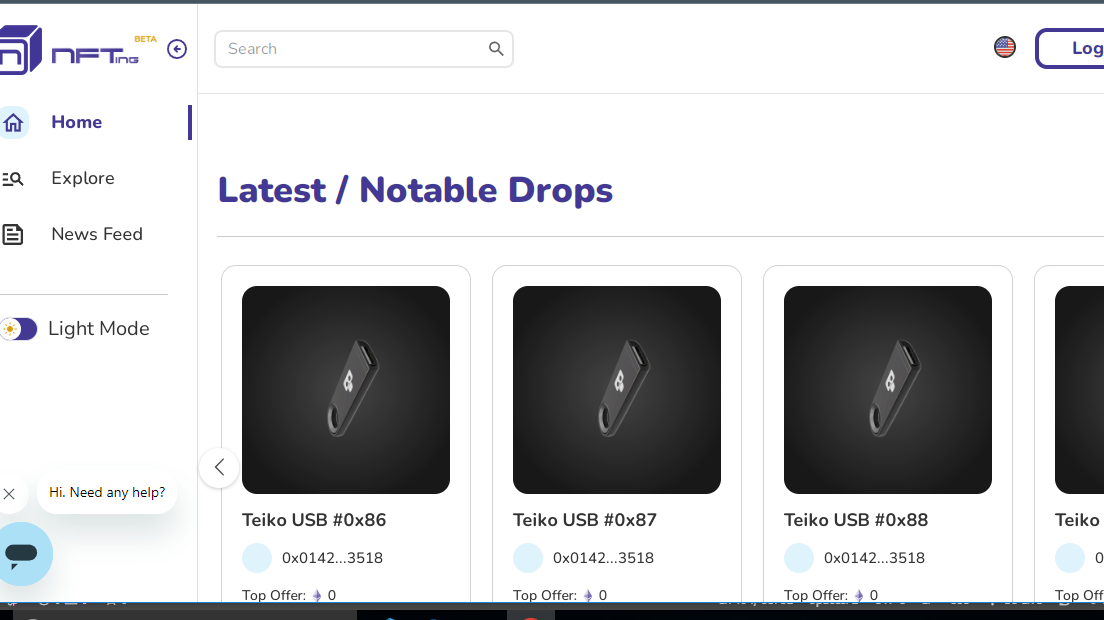 NFTING
BETA
Search
Log
Home
Explore
News Feed
Light Mode
Latest / Notable Drops
Teiko USB #0x86
0x0142...3518
Top Offer: 0
Teiko USB #0x87
0x0142...3518
Top Offer: 0
Teiko USB #0x88
0x0142...3518
Top Offer: 0
Teiko
0
Top Off
Hi. Need any help?